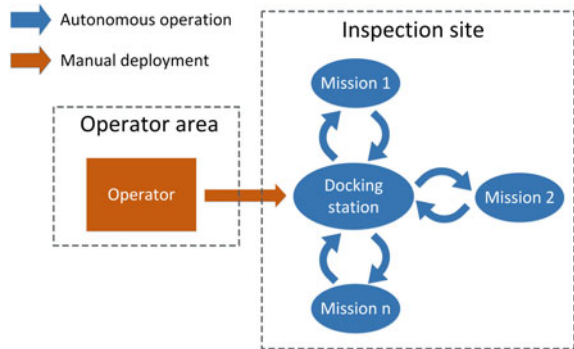 Autonomous operation
Manual deployment
Inspection site
Operator area
Operator
Mission 1
Docking
station
Mission 2
Mission n